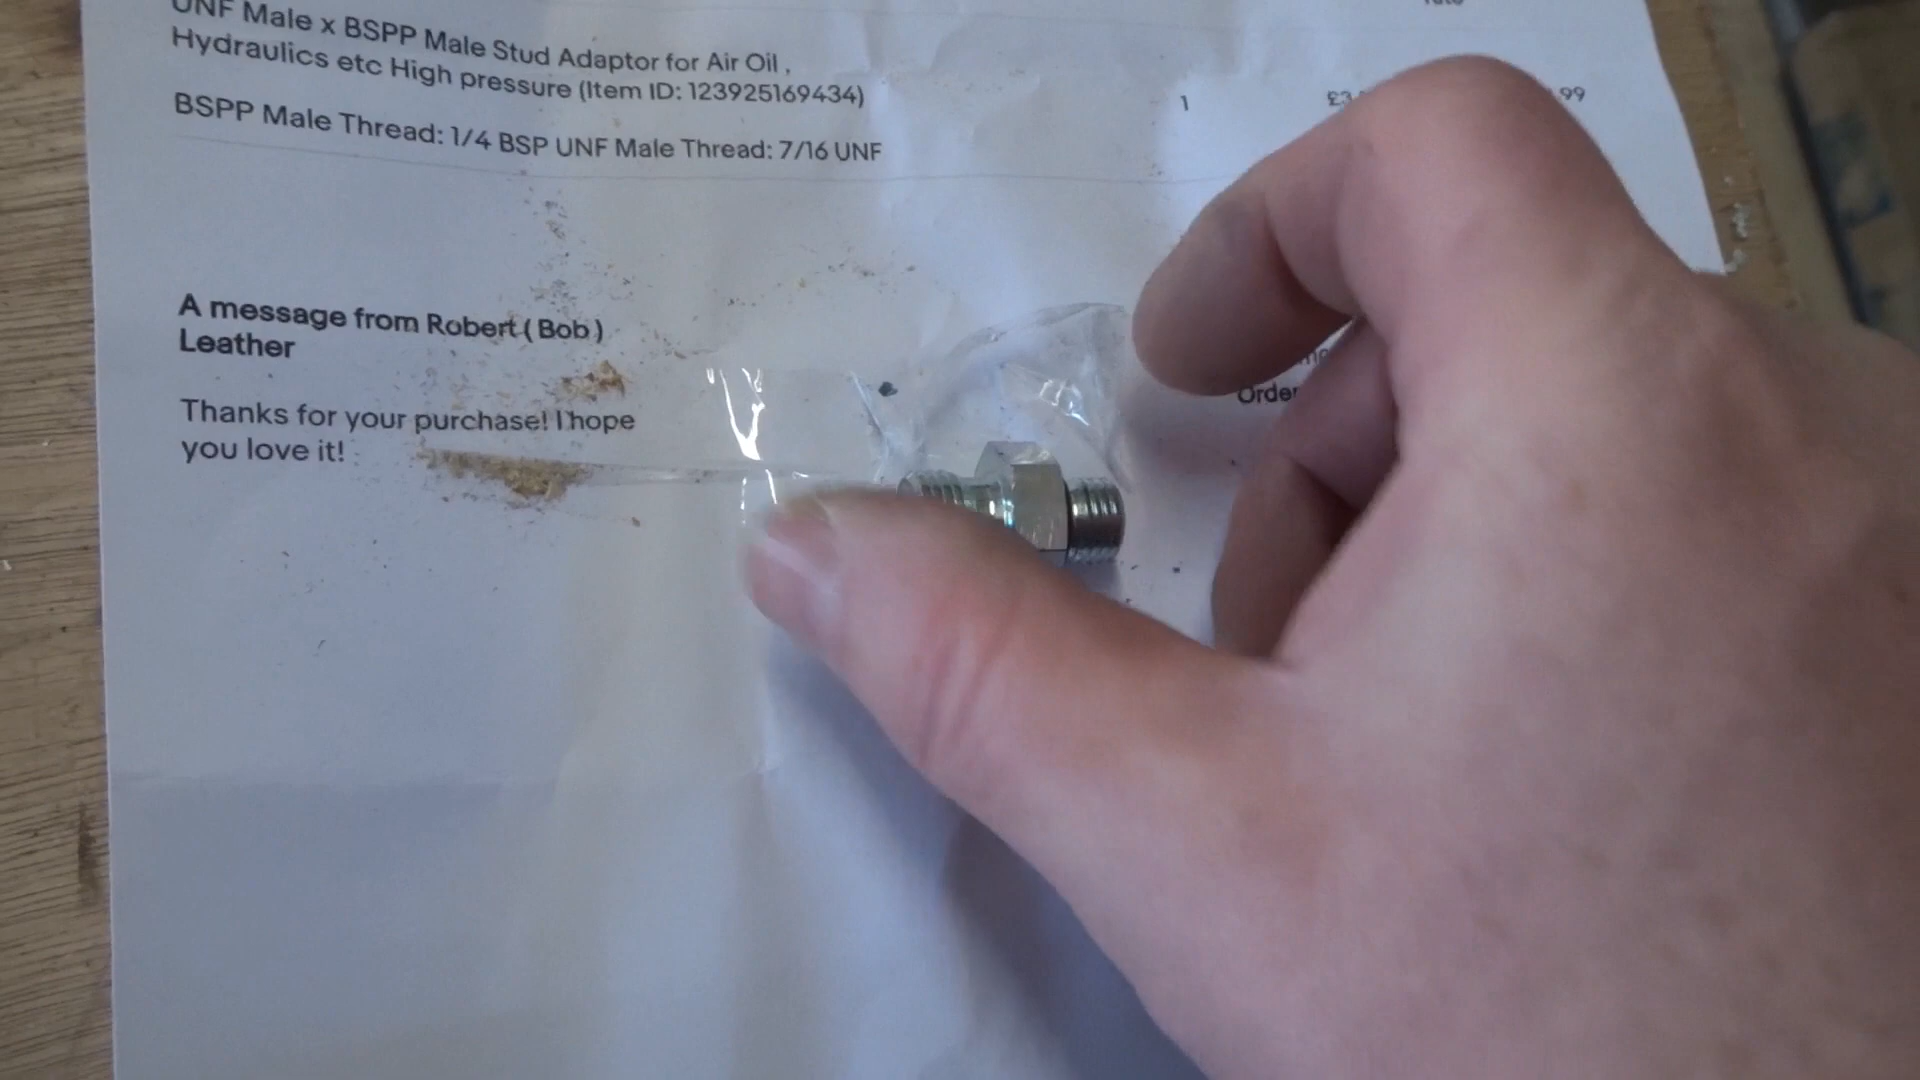 UNF Male x BSPP Male Stud Adaptor for Air Oil ,
Hydraulics etc High pressure (Item ID: 123925169434)
1
BSPP Male Thread: 1/4 BSP UNF Male Thread: 7/16 UNF
A message from Robert ( Bob )
Leather
Thanks for your purchase! I hope
you love it!